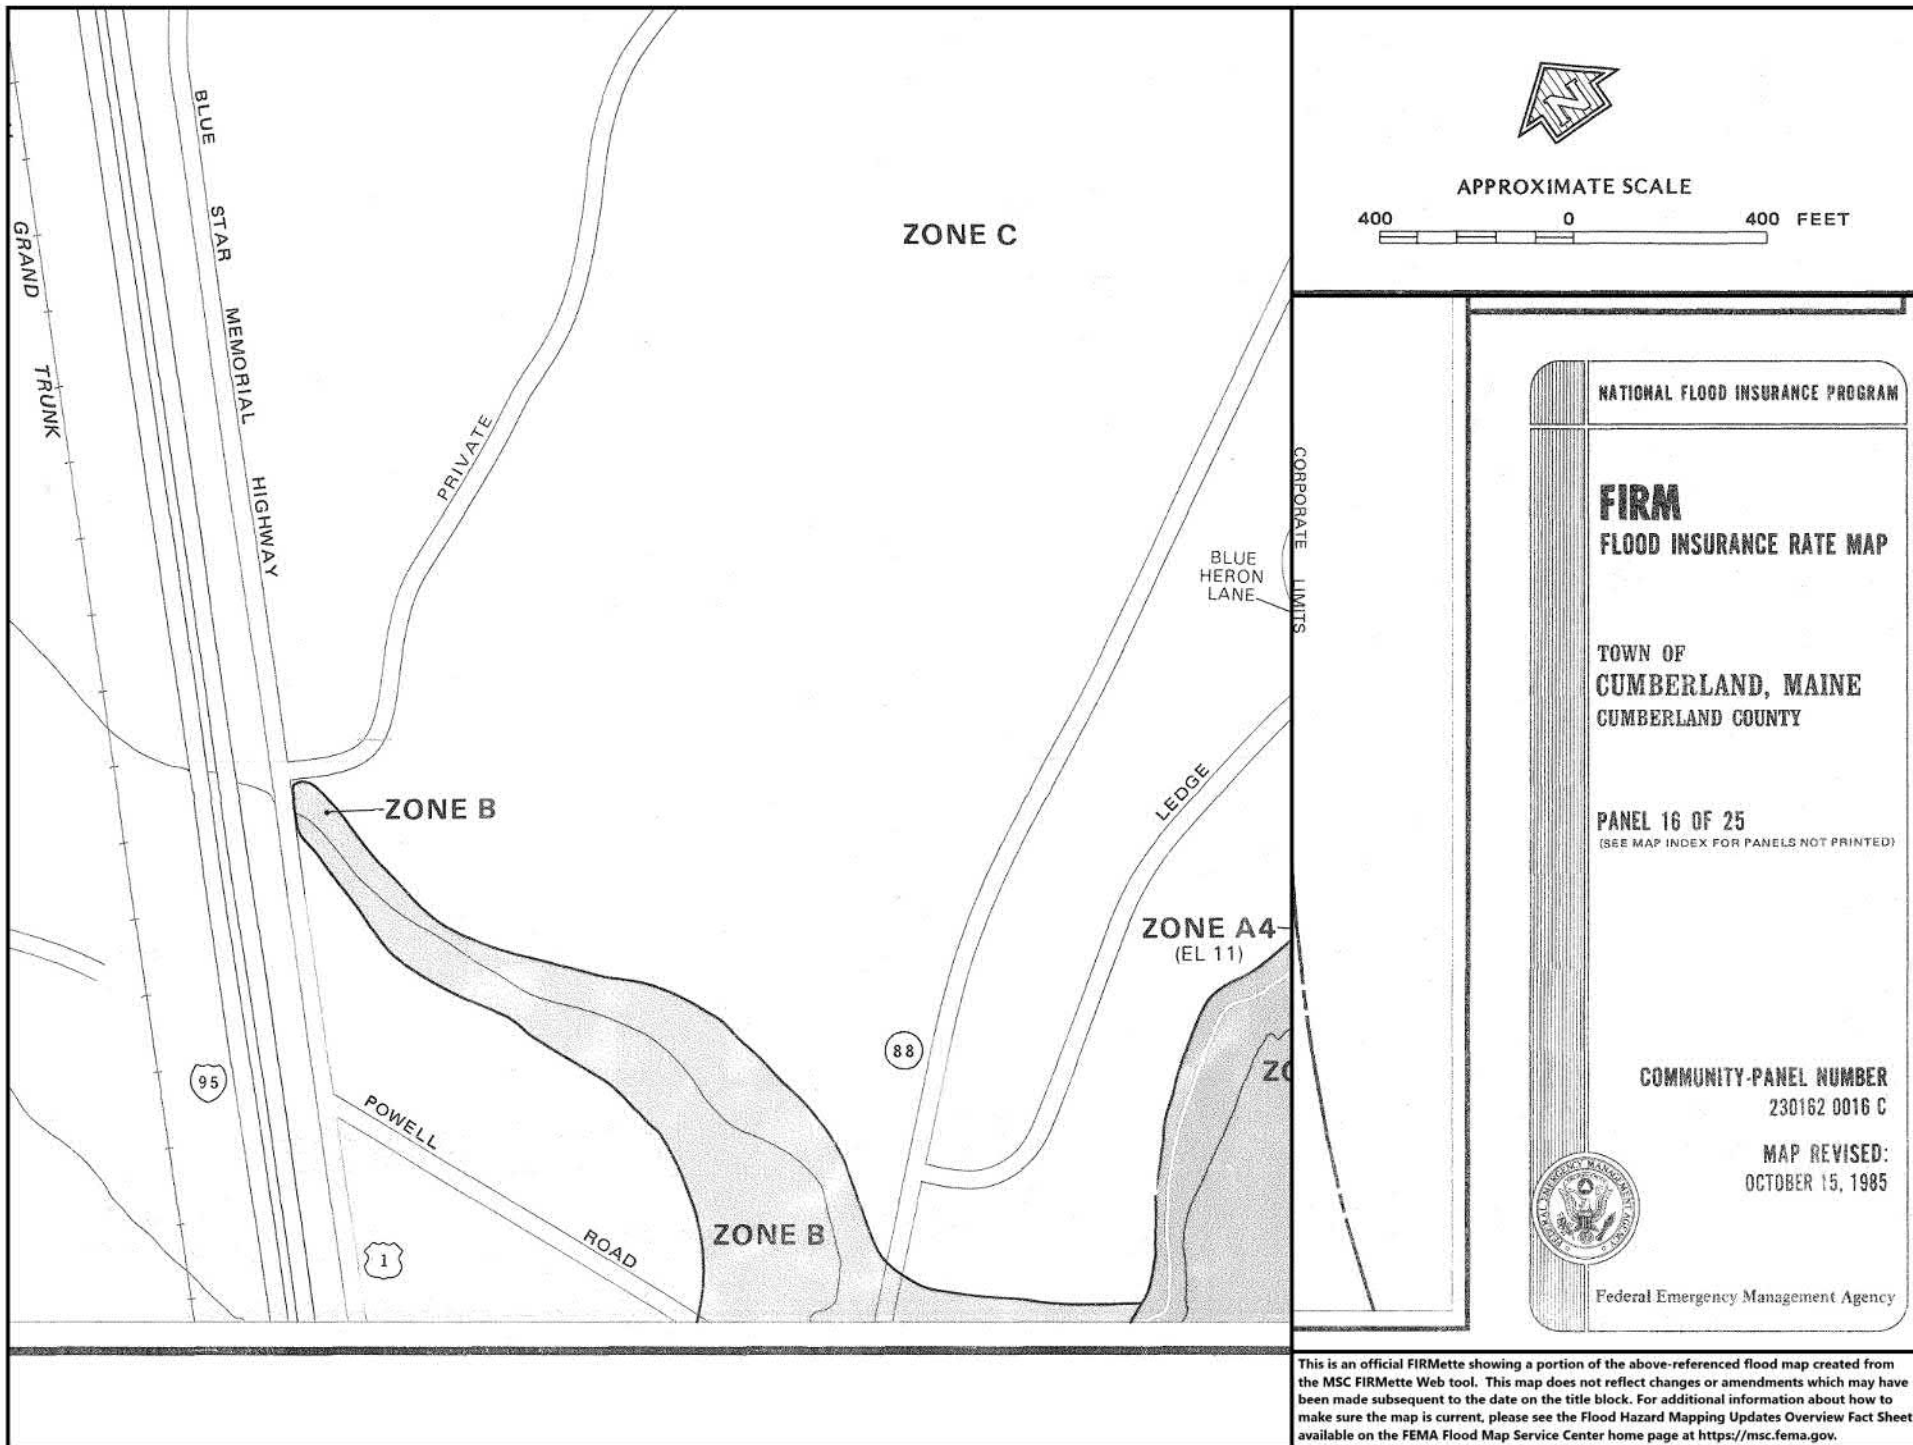 BLUE STAR MEMORIAL HIGHWAY
GRAND TRUNK
PRIVATE
ZONE C
BLUE
HERON
LANE
CORPORATE LIMITS
ZONE B
LEDGE
ZONE A4
(EL 11)
88
95
POWELL ROAD
ZONE B
1
N
APPROXIMATE SCALE
400 0 400 FEET
NATIONAL FLOOD INSURANCE PROGRAM
FIRM
FLOOD INSURANCE RATE MAP
TOWN OF
CUMBERLAND, MAINE
CUMBERLAND COUNTY
PANEL 16 OF 25
(SEE MAP INDEX FOR PANELS NOT PRINTED)
COMMUNITY-PANEL NUMBER
230162 0016 C
MAP REVISED:
OCTOBER 15, 1985
FEDERAL EMERGENCY MANAGEMENT AGENCY
Federal Emergency Management Agency
This is an official FIRMette showing a portion of the above-referenced flood map created from
the MSC FIRMette Web tool. This map does not reflect changes or amendments which may have
been made subsequent to the date on the title block. For additional information about how to
make sure the map is current, please see the Flood Hazard Mapping Updates Overview Fact Sheet
available on the FEMA Flood Map Service Center home page at https://msc.fema.gov.